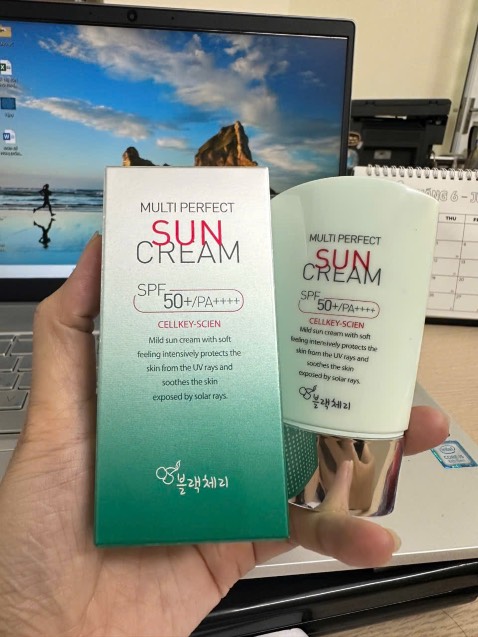 MULTI PERFECT
SUN
CREAM
SPF
50+/PA++++
CELLKEY-SCIEN
Mild sun cream with soft
feeling intensively protects the
skin from the UV rays and
soothes the skin
exposed by solar rays.
블랙체리
MULTI PERFECT
SUN
CREAM
SPF
50+/PA++++
CELLKEY-SCIEN
Mild sun cream with soft
feeling intensively protects the
skin from the UV rays and
soothes the skin
exposed by solar rays.
블랙체리
THU
intel